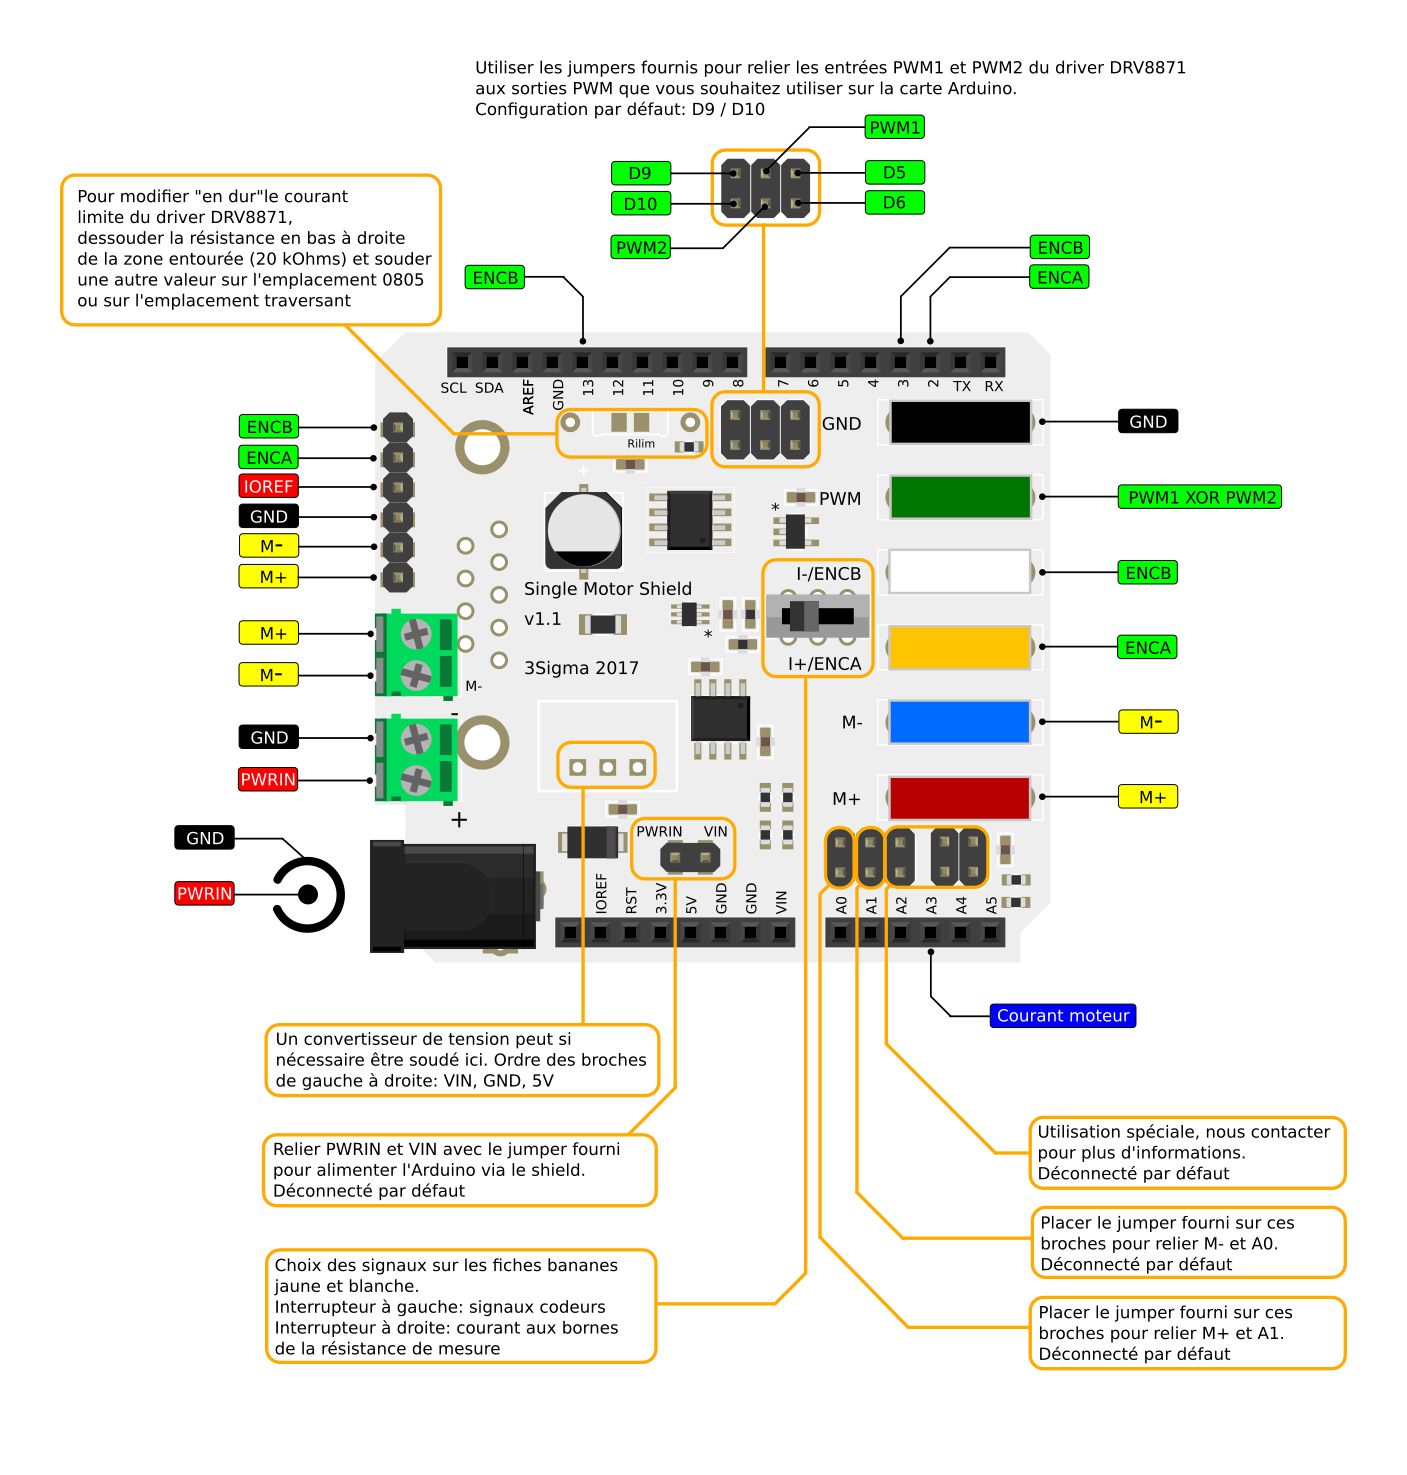 Utiliser les jumpers fournis pour relier les entrées PWM1 et PWM2 du driver DRV8871
aux sorties PWM que vous souhaitez utiliser sur la carte Arduino.
Configuration par défaut: D9 / D10
PWM1
D9
D5
D10
D6
PWM2
Pour modifier "en dur"le courant
limite du driver DRV8871,
dessouder la résistance en bas à droite
de la zone entourée (20 kOhms) et souder
une autre valeur sur l'emplacement 0805
ou sur l'emplacement traversant
ENCB
ENCB
ENCA
SCL SDA AREF GND 13 12 11 10 9 8 7 6 5 4 3 2 TX RX
ENCB
ENCA
IOREF
GND
M-
M+
M+
M-
GND
PWRIN
GND
PWRIN
Rilim
+
GND
GND
PWM
PWM1 XOR PWM2
*
Single Motor Shield
v1.1
3Sigma 2017
*
I-/ENCB
I+/ENCA
ENCB
ENCA
M-
-
M-
M-
M+
M+
+
PWRIN VIN
IOREF RST 3.3V 5V GND GND VIN
A0 A1 A2 A3 A4 A5
Courant moteur
Un convertisseur de tension peut si
nécessaire être soudé ici. Ordre des broches
de gauche à droite: VIN, GND, 5V
Relier PWRIN et VIN avec le jumper fourni
pour alimenter l'Arduino via le shield.
Déconnecté par défaut
Choix des signaux sur les fiches bananes
jaune et blanche.
Interrupteur à gauche: signaux codeurs
Interrupteur à droite: courant aux bornes
de la résistance de mesure
Utilisation spéciale, nous contacter
pour plus d'informations.
Déconnecté par défaut
Placer le jumper fourni sur ces
broches pour relier M- et A0.
Déconnecté par défaut
Placer le jumper fourni sur ces
broches pour relier M+ et A1.
Déconnecté par défaut